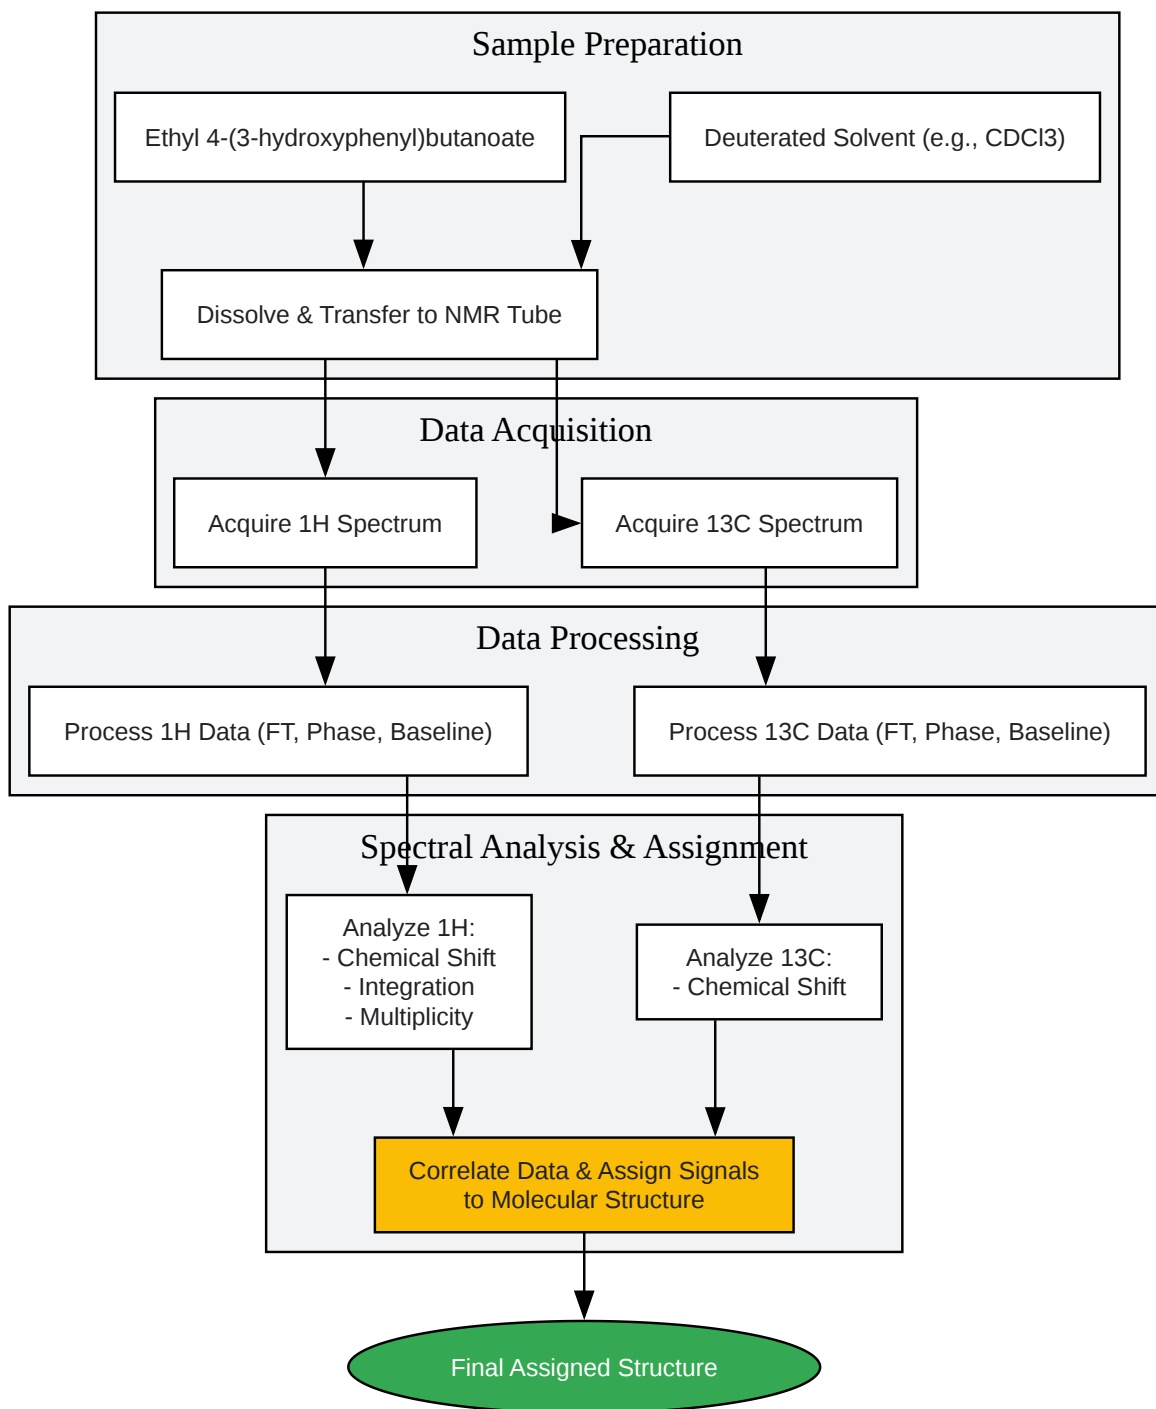 Sample Preparation
Ethyl 4-(3-hydroxyphenyl)butanoate
Deuterated Solvent (e.g., CDCl3)
Dissolve & Transfer to NMR Tube
Data Acquisition
Acquire 1H Spectrum
Acquire 13C Spectrum
Data Processing
Process 1H Data (FT, Phase, Baseline)
Process 13C Data (FT, Phase, Baseline)
Spectral Analysis & Assignment
Analyze 1H:
- Chemical Shift
- Integration
- Multiplicity
Analyze 13C:
- Chemical Shift
Correlate Data & Assign Signals
to Molecular Structure
Final Assigned Structure